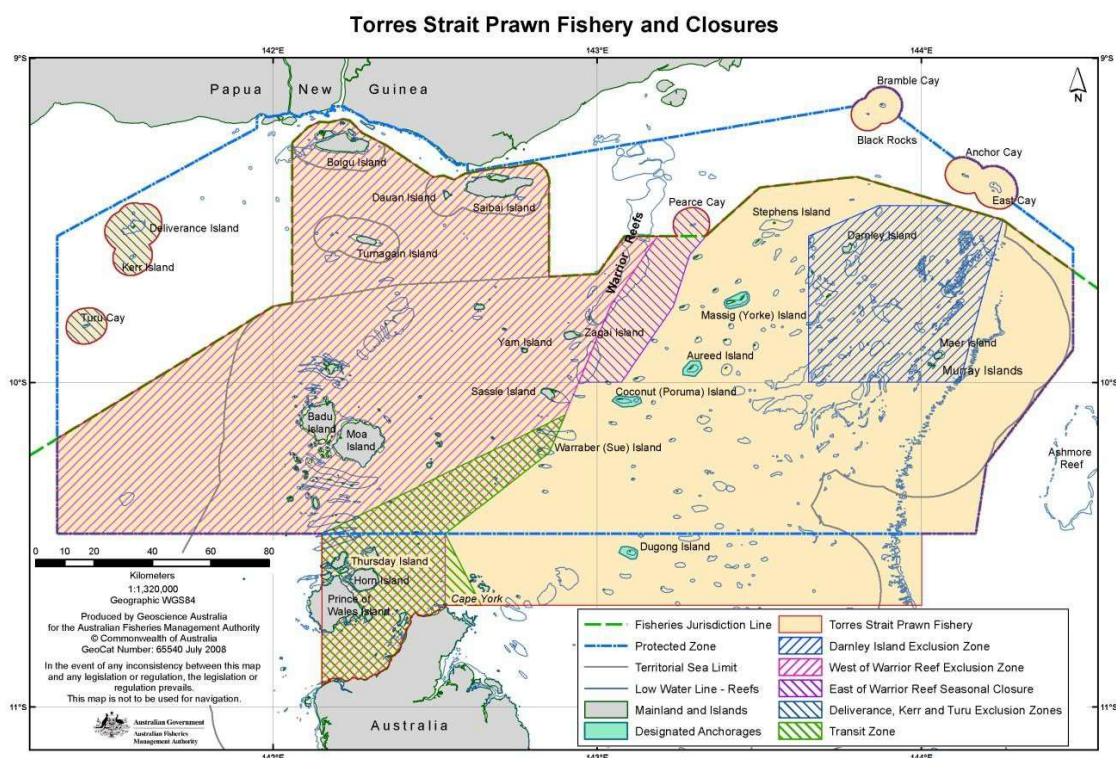 Torres Strait Prawn Fishery and Closures
142°E
143°E
144°E
9°S
9°S
Papua New Guinea
N
Bramble Cay
Black Rocks
Anchor Cay
East Cay
Boigu Island
Dauan Island
Saibai Island
Pearce Cay
Stephens Island
Deliverance Island
Kerr Island
Turnagain Island
Warrior Reefs
Darnley Island
Turu Cay
Massig (Yorke) Island
Zagai Island
Yam Island
Maer Island
Aureed Island
Murray Islands
10°S
10°S
Sassie Island
Coconut (Poruma) Island
Badu
Island
Moa
Island
Warraber (Sue) Island
Ashmore
Reef
Dugong Island
Thursday Island
Horn Island
Prince of
Wales Island
Cape York
0 10 20 40 60 80
Kilometers
1:1,320,000
Geographic WGS84
Produced by Geoscience Australia
for the Australian Fisheries Management Authority
© Commonwealth of Australia
GeoCat Number: 65540 July 2008
In the event of any inconsistency between this map
and any legislation or regulation, the legislation or
regulation prevails.
This map is not to be used for navigation.
Australian Government
Australian Fisheries
Management Authority
Australia
Fisheries Jurisdiction Line
Protected Zone
Territorial Sea Limit
Low Water Line - Reefs
Mainland and Islands
Designated Anchorages
Torres Strait Prawn Fishery
Darnley Island Exclusion Zone
West of Warrior Reef Exclusion Zone
East of Warrior Reef Seasonal Closure
Deliverance, Kerr and Turu Exclusion Zones
Transit Zone
11°S
11°S
142°E
143°E
144°E